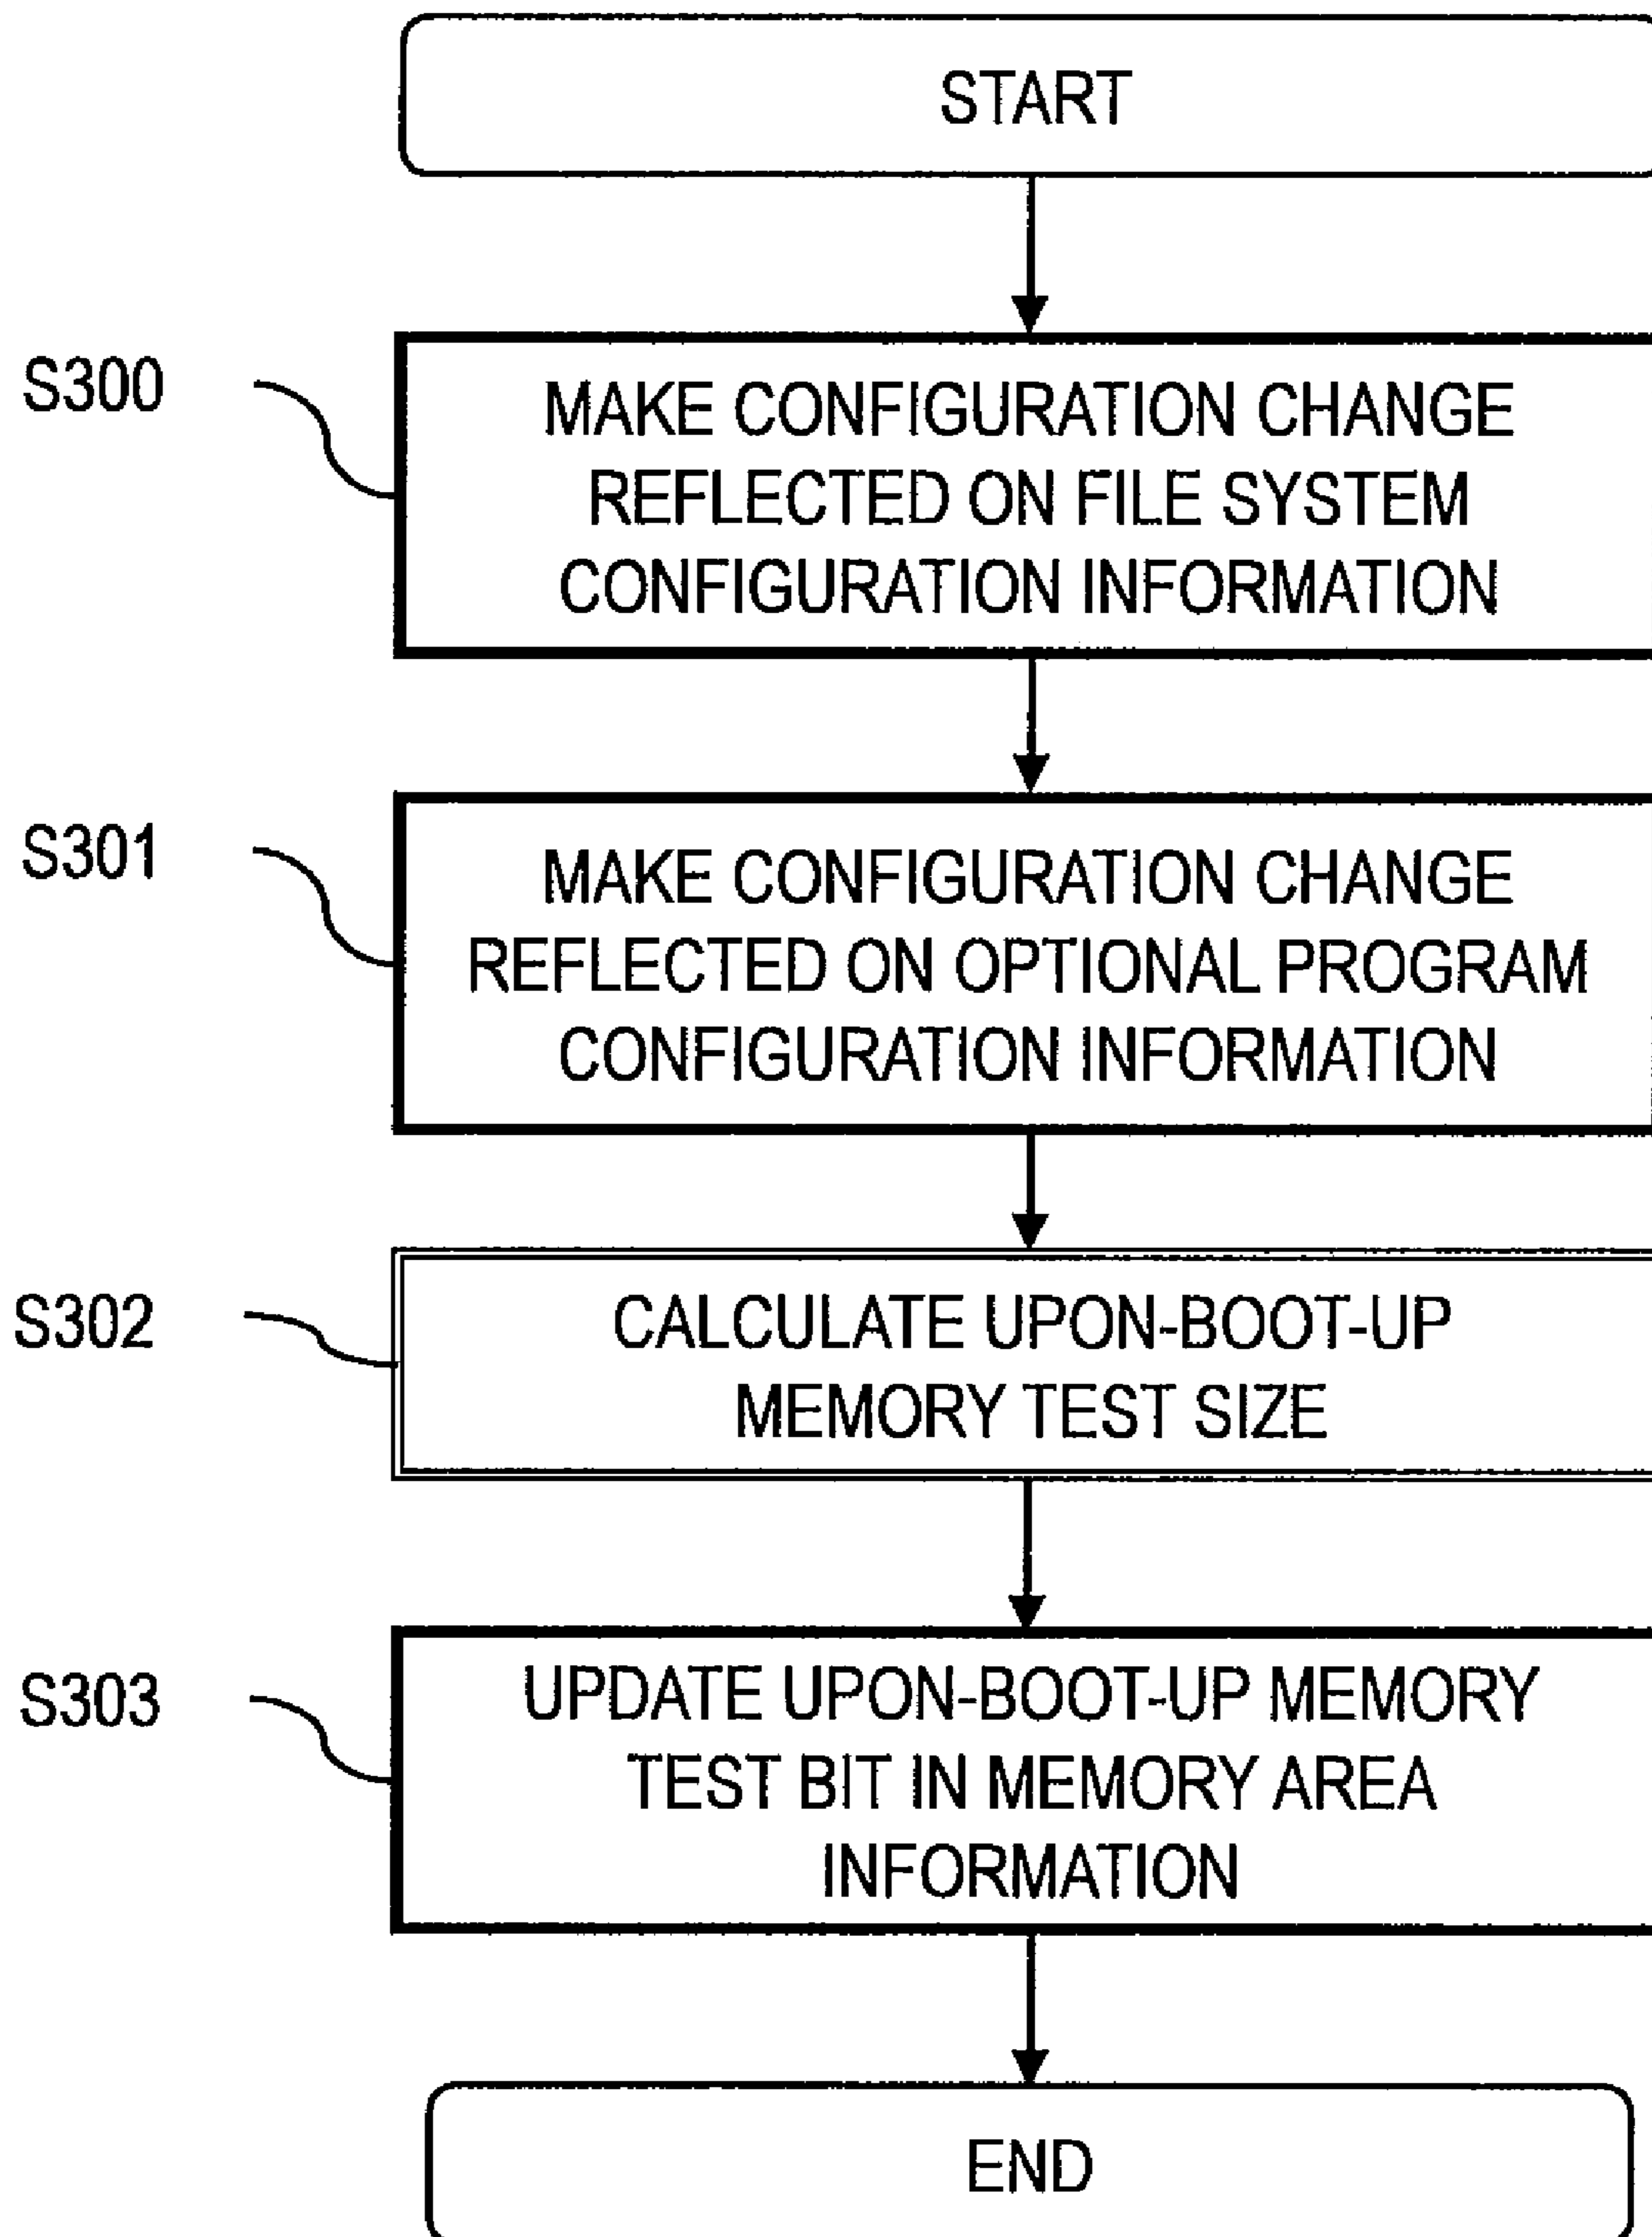 START
S300
MAKE CONFIGURATION CHANGE
REFLECTED ON FILE SYSTEM
CONFIGURATION INFORMATION
S301
MAKE CONFIGURATION CHANGE
REFLECTED ON OPTIONAL PROGRAM
CONFIGURATION INFORMATION
S302
CALCULATE UPON-BOOT-UP
MEMORY TEST SIZE
S303
UPDATE UPON-BOOT-UP MEMORY
TEST BIT IN MEMORY AREA
INFORMATION
END